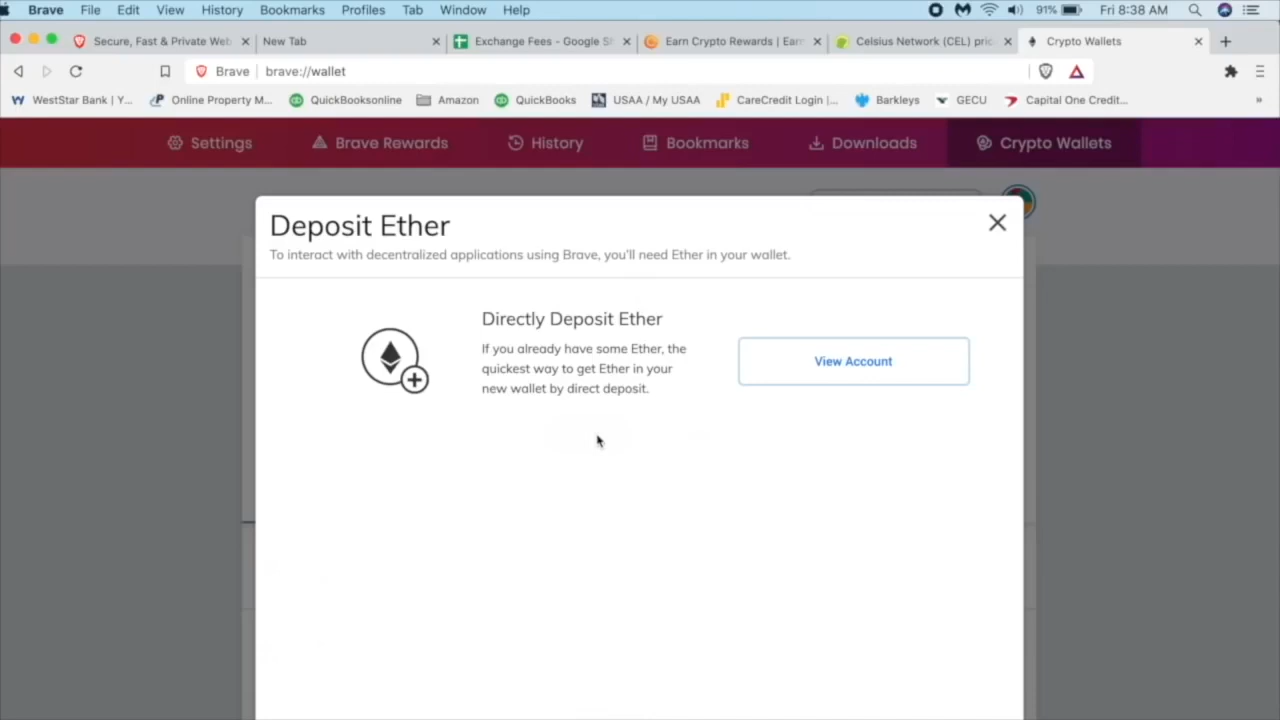 Brave File Edit View History Bookmarks Profiles Tab Window Help 91% Fri 8:38 AM
Secure, Fast & Private Web New Tab Exchange Fees - Google Sh Earn Crypto Rewards | Earn Celsius Network (CEL) pric Crypto Wallets
Brave brave://wallet
WestStar Bank | Y... Online Property M... QuickBooksonline Amazon QuickBooks USAA / My USAA CareCredit Login |... Barkleys GECU Capital One Credit... »
Settings Brave Rewards History Bookmarks Downloads Crypto Wallets
Deposit Ether
To interact with decentralized applications using Brave, you'll need Ether in your wallet.
Directly Deposit Ether
If you already have some Ether, the
quickest way to get Ether in your
new wallet by direct deposit.
View Account